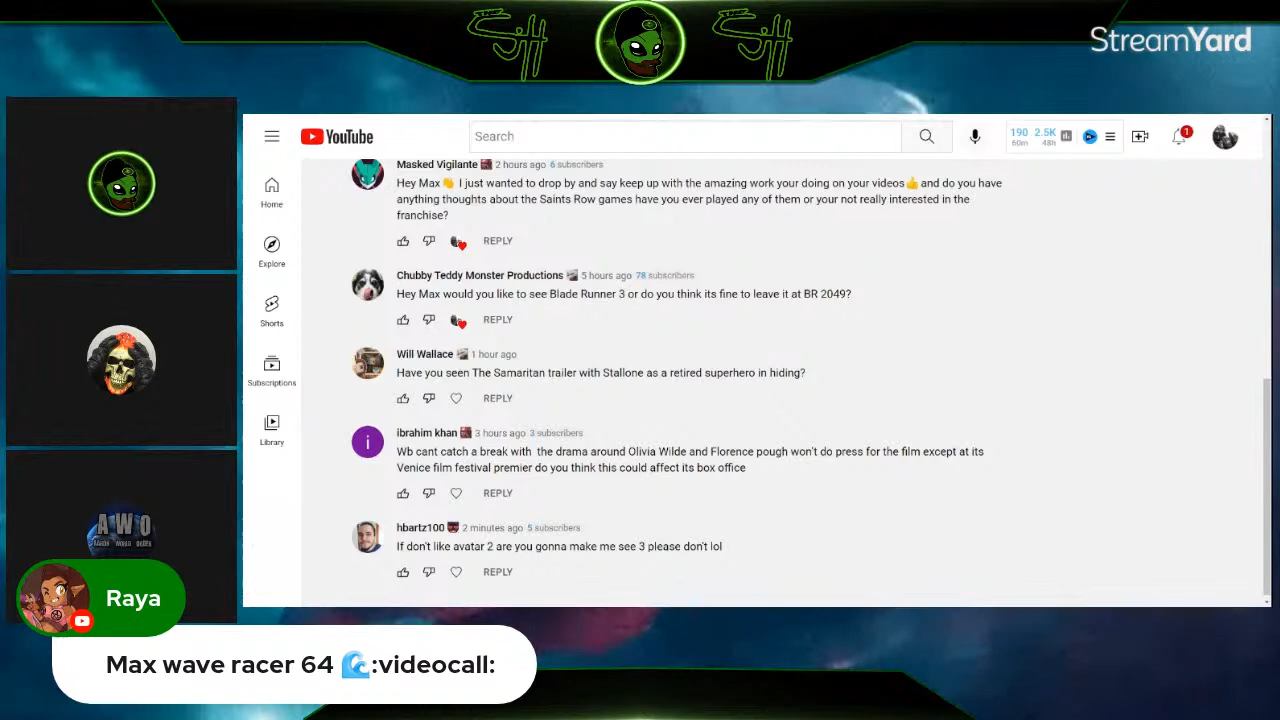 StreamYard
YouTube
Search
190 2.5K
60m 48h
1
Home
Explore
Shorts
Subscriptions
Library
Masked Vigilante 2 hours ago 6 subscribers
Hey Max👋 I just wanted to drop by and say keep up with the amazing work your doing on your videos👍and do you have
anything thoughts about the Saints Row games have you ever played any of them or your not really interested in the
franchise?
REPLY
Chubby Teddy Monster Productions 5 hours ago 78 subscribers
Hey Max would you like to see Blade Runner 3 or do you think its fine to leave it at BR 2049?
REPLY
Will Wallace 1 hour ago
Have you seen The Samaritan trailer with Stallone as a retired superhero in hiding?
REPLY
i
ibrahim khan 3 hours ago 3 subscribers
Wb cant catch a break with the drama around Olivia Wilde and Florence pough won't do press for the film except at its
Venice film festival premier do you think this could affect its box office
REPLY
hbartz100 2 minutes ago 5 subscribers
If don't like avatar 2 are you gonna make me see 3 please don't lol
REPLY
AWO
Raya
Max wave racer 64 🌊:videocall: